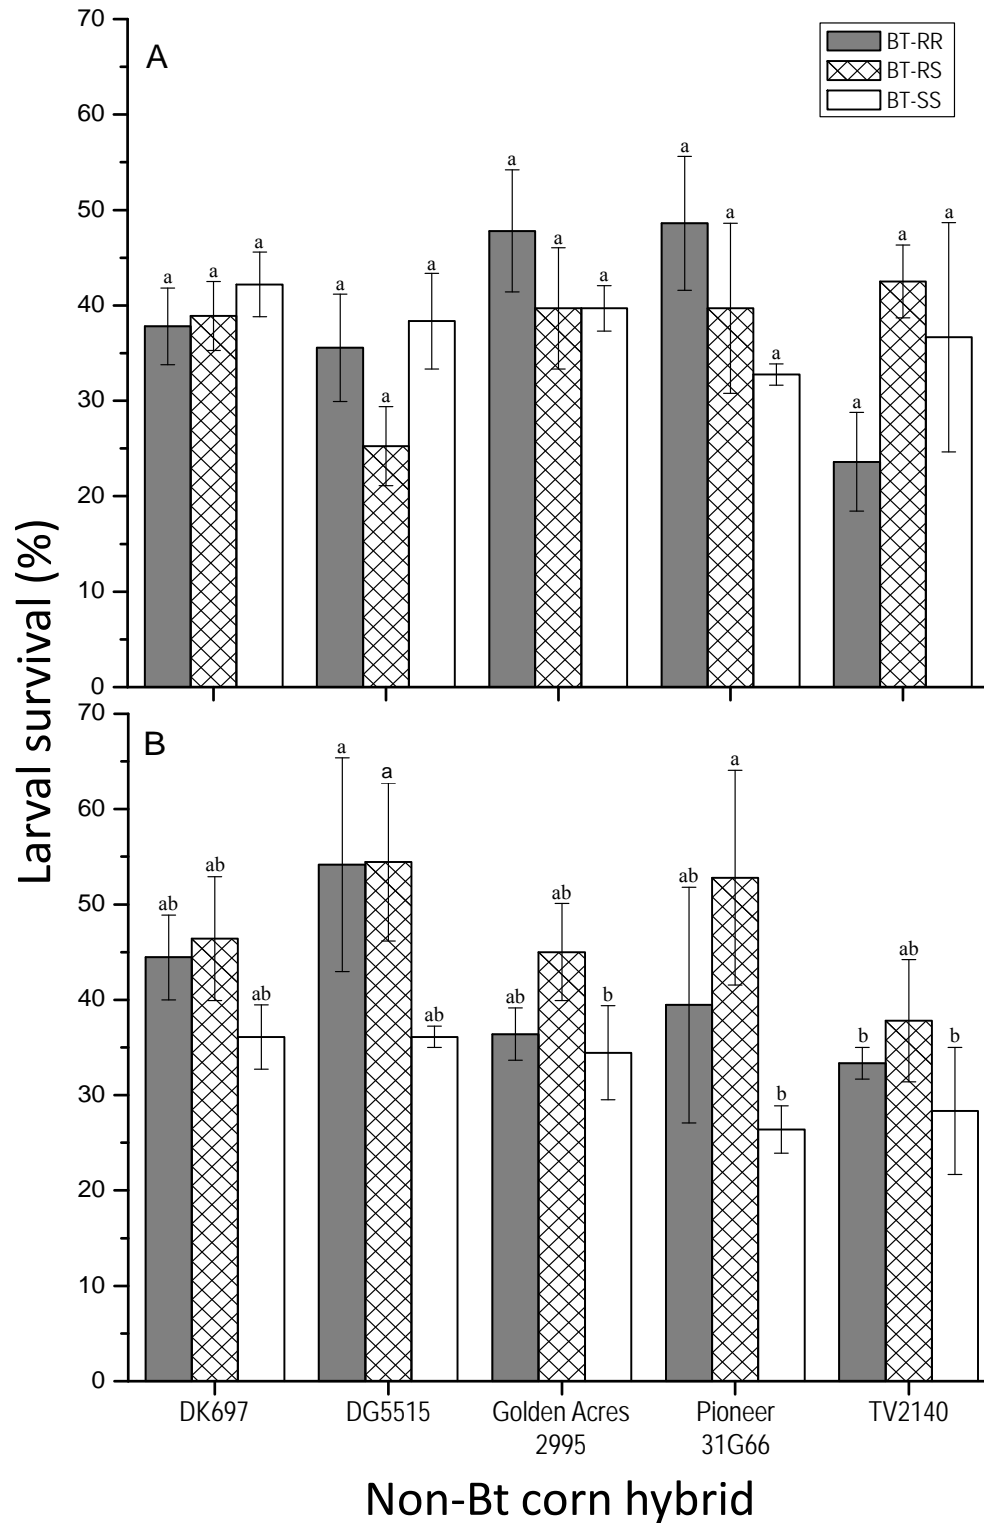 70
60
50
40
30
20
10
0
A
BT-RR
BT-RS
BT-SS
a a a
a a a
a a a
a a a
a a a
Larval survival (%)
70
60
50
40
30
20
10
0
B
ab ab ab
a a ab
ab ab b
ab a b
b ab b
DK697 DG5515 Golden Acres Pioneer TV2140
2995 31G66
Non-Bt corn hybrid